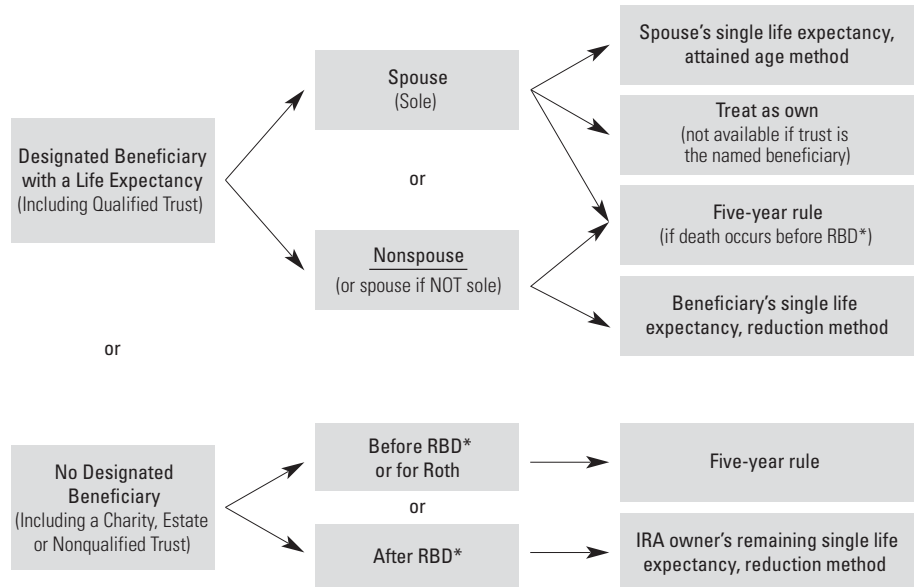 Designated Beneficiary
with a Life Expectancy
(Including Qualified Trust)
or
No Designated
Beneficiary
(Including a Charity, Estate
or Nonqualified Trust)
Spouse
(Sole)
or
Nonspouse
(or spouse if NOT sole)
Before RBD*
or for Roth
or
After RBD*
Spouse's single life expectancy,
attained age method
Treat as own
(not available if trust is
the named beneficiary)
Five-year rule
(if death occurs before RBD*)
Beneficiary's single life
expectancy, reduction method
Five-year rule
IRA owner's remaining single life
expectancy, reduction method